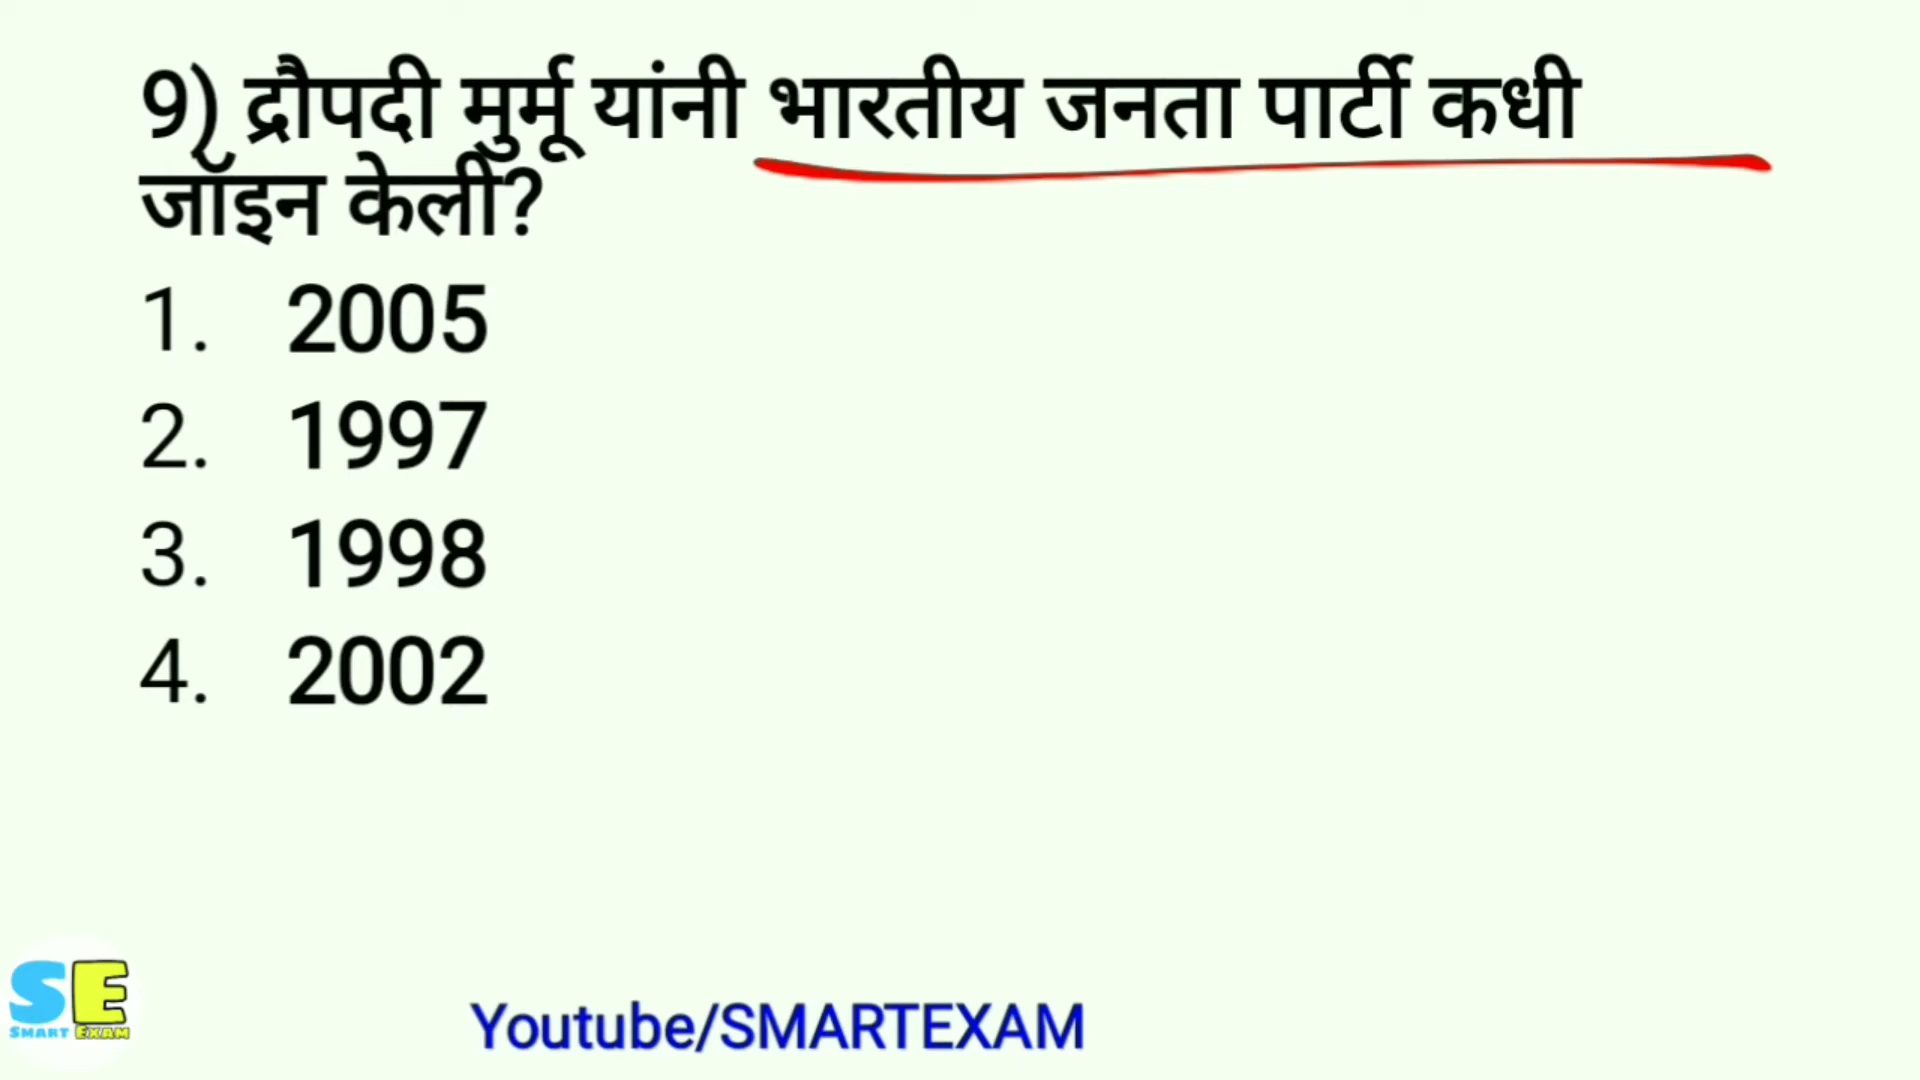 9) द्रौपदी मुर्मू यांनी भारतीय जनता पार्टी कधी
जॉइन केली?
1. 2005
2. 1997
3. 1998
4. 2002
SE
SMART EXAM
Youtube/SMARTEXAM